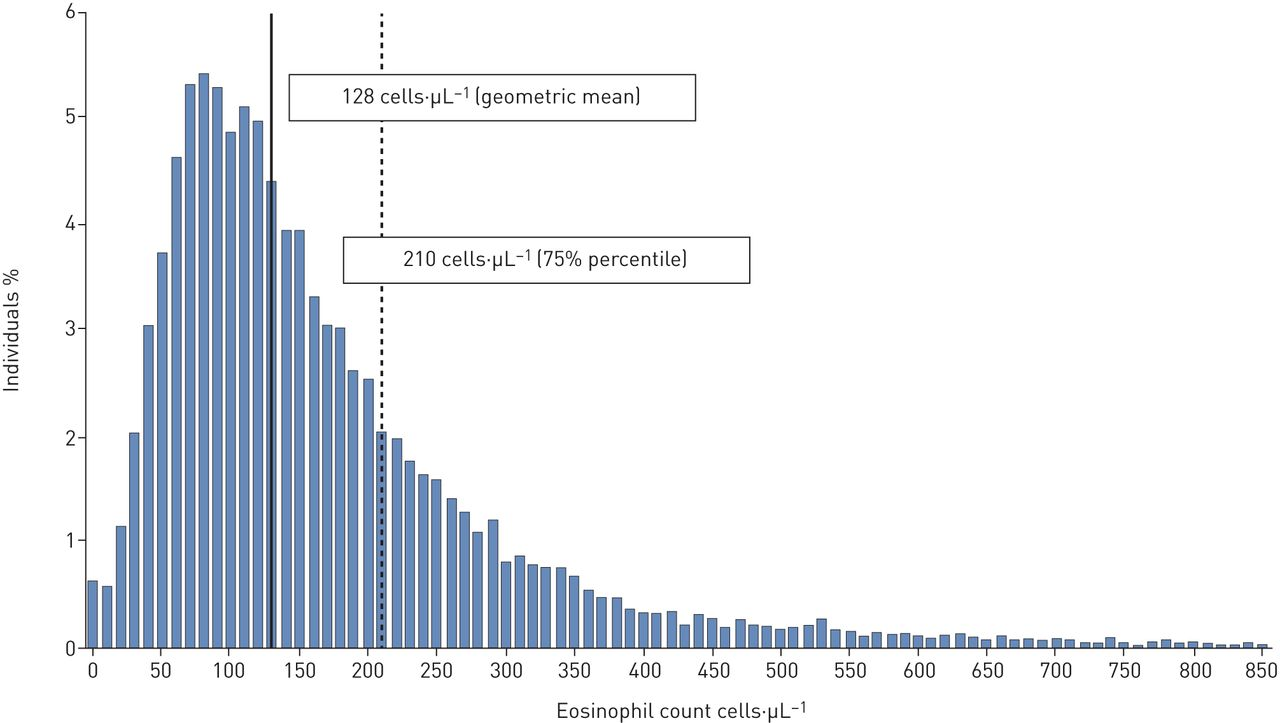 6
128 cells·µL⁻¹ (geometric mean)
5
4
210 cells·µL⁻¹ (75% percentile)
3
2
1
0
Individuals %
0 50 100 150 200 250 300 350 400 450 500 550 600 650 700 750 800 850
Eosinophil count cells·µL⁻¹